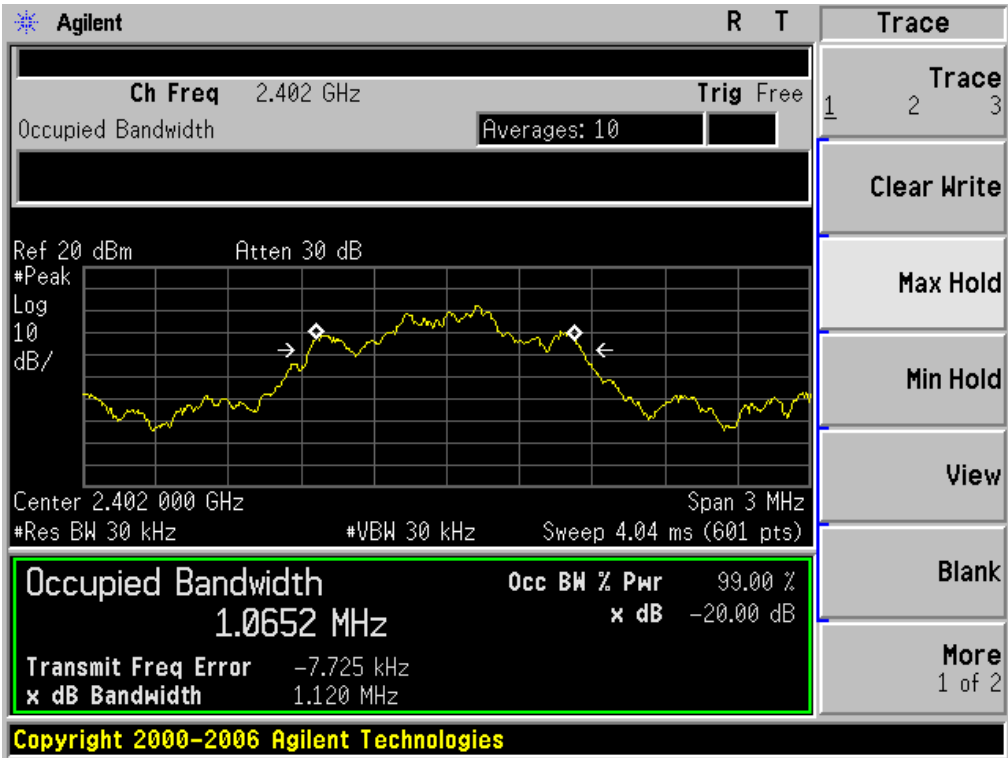 Agilent R T
Trace
Ch Freq 2.402 GHz Trig Free
Occupied Bandwidth Averages: 10
Trace
1 2 3
Clear Write
Ref 20 dBm Atten 30 dB
#Peak
Log
10
dB/
Max Hold
Min Hold
View
Center 2.402 000 GHz Span 3 MHz
#Res BW 30 kHz #VBW 30 kHz Sweep 4.04 ms (601 pts)
Occupied Bandwidth Occ BW % Pwr 99.00 %
1.0652 MHz x dB -20.00 dB
Transmit Freq Error -7.725 kHz
x dB Bandwidth 1.120 MHz
Blank
More
1 of 2
Copyright 2000-2006 Agilent Technologies